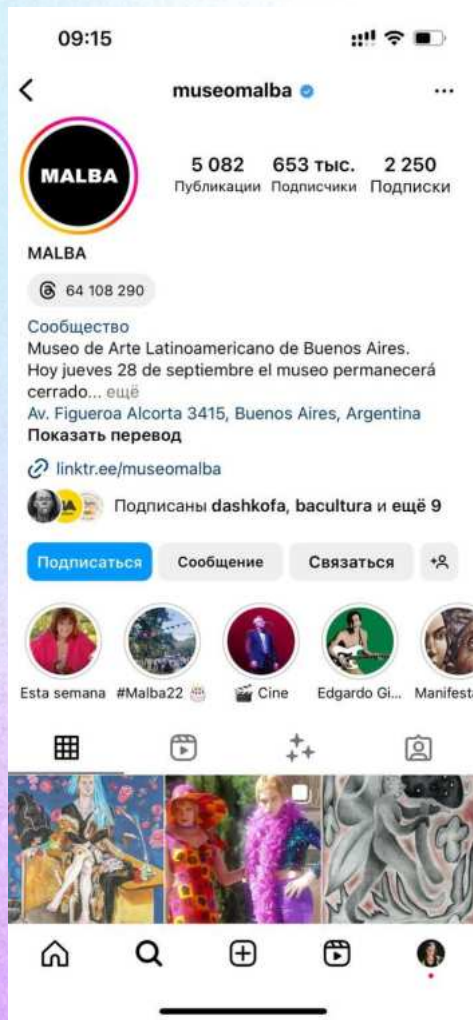 09:15
museomalba
MALBA
5 082 653 тыс. 2 250
Публикации Подписчики Подписки
MALBA
64 108 290
Сообщество
Museo de Arte Latinoamericano de Buenos Aires.
Hoy jueves 28 de septiembre el museo permanecerá
cerrado... ещё
Av. Figueroa Alcorta 3415, Buenos Aires, Argentina
Показать перевод
linktr.ee/museomalba
Подписаны dashkofa, bacultura и ещё 9
Подписаться Сообщение Связаться
Esta semana #Malba22 Cine Edgardo Gi... Manifest